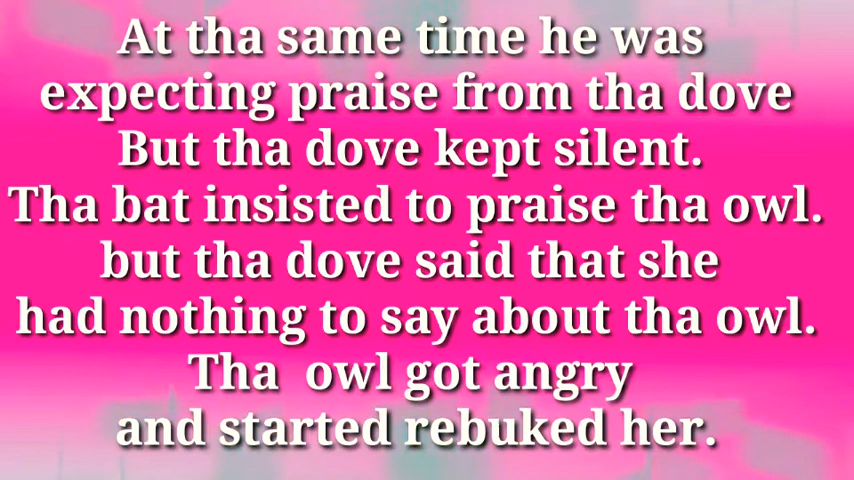 At tha same time he was
expecting praise from tha dove
But tha dove kept silent.
Tha bat insisted to praise tha owl.
but tha dove said that she
had nothing to say about tha owl.
Tha owl got angry
and started rebuked her.